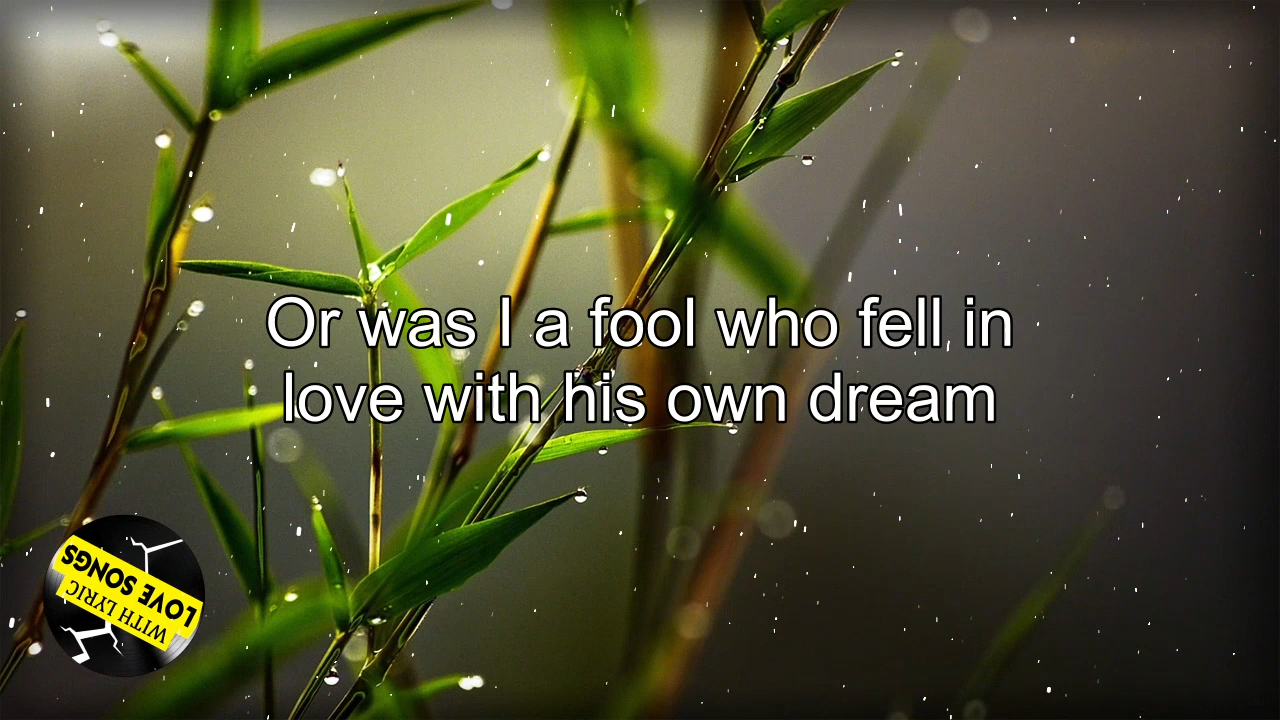 Or was I a fool who fell in
love with his own dream
LOVE SONGS
WITH LYRIC